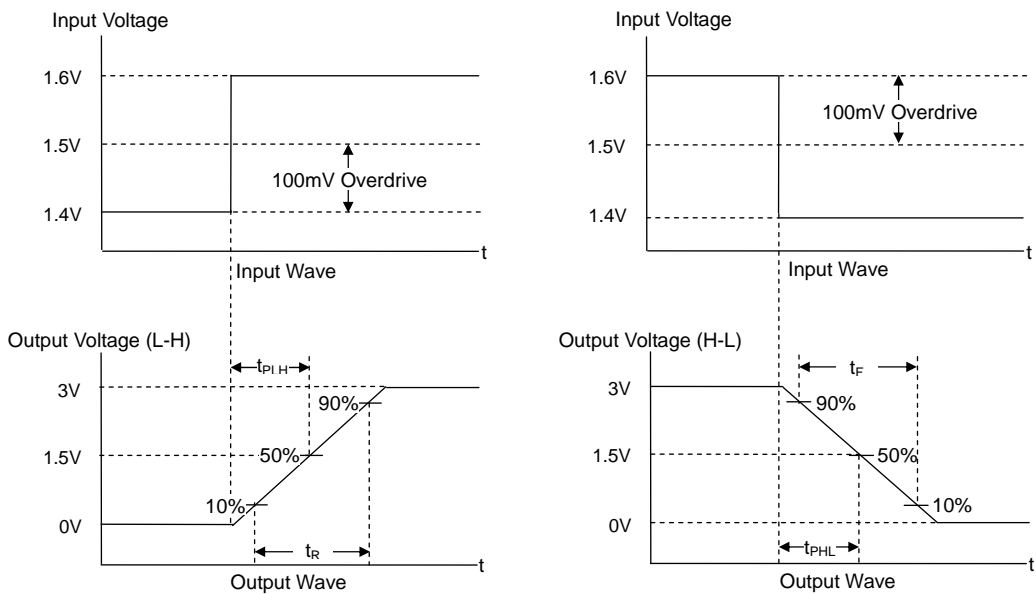 Input Voltage
1.6V
1.5V
100mV Overdrive
1.4V
t
Input Wave
Input Voltage
1.6V
100mV Overdrive
1.5V
1.4V
t
Input Wave
Output Voltage (L-H)
tPLH
3V
90%
1.5V
50%
10%
0V
tR
t
Output Wave
Output Voltage (H-L)
tF
3V
90%
1.5V
50%
10%
0V
tPHL
t
Output Wave